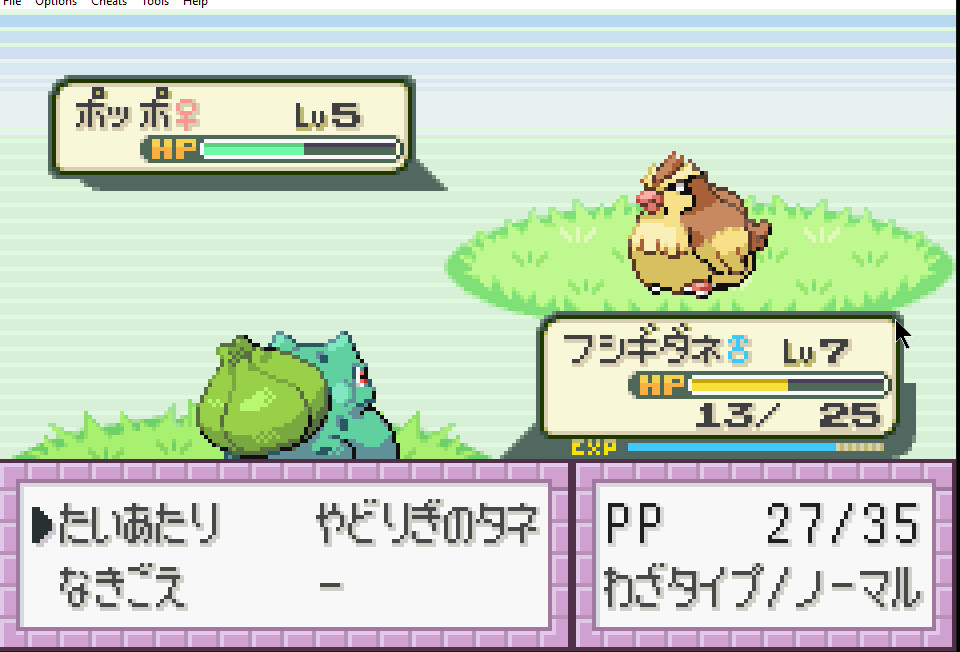 File Options Cheats Tools Help
ポッポ♀ Lv5
HP
フシギダネ♂ Lv7
HP
13/ 25
EXP
▶たいあたり やどりぎのタネ
なきごえ ー
PP 27/35
わざタイプ/ノーマル